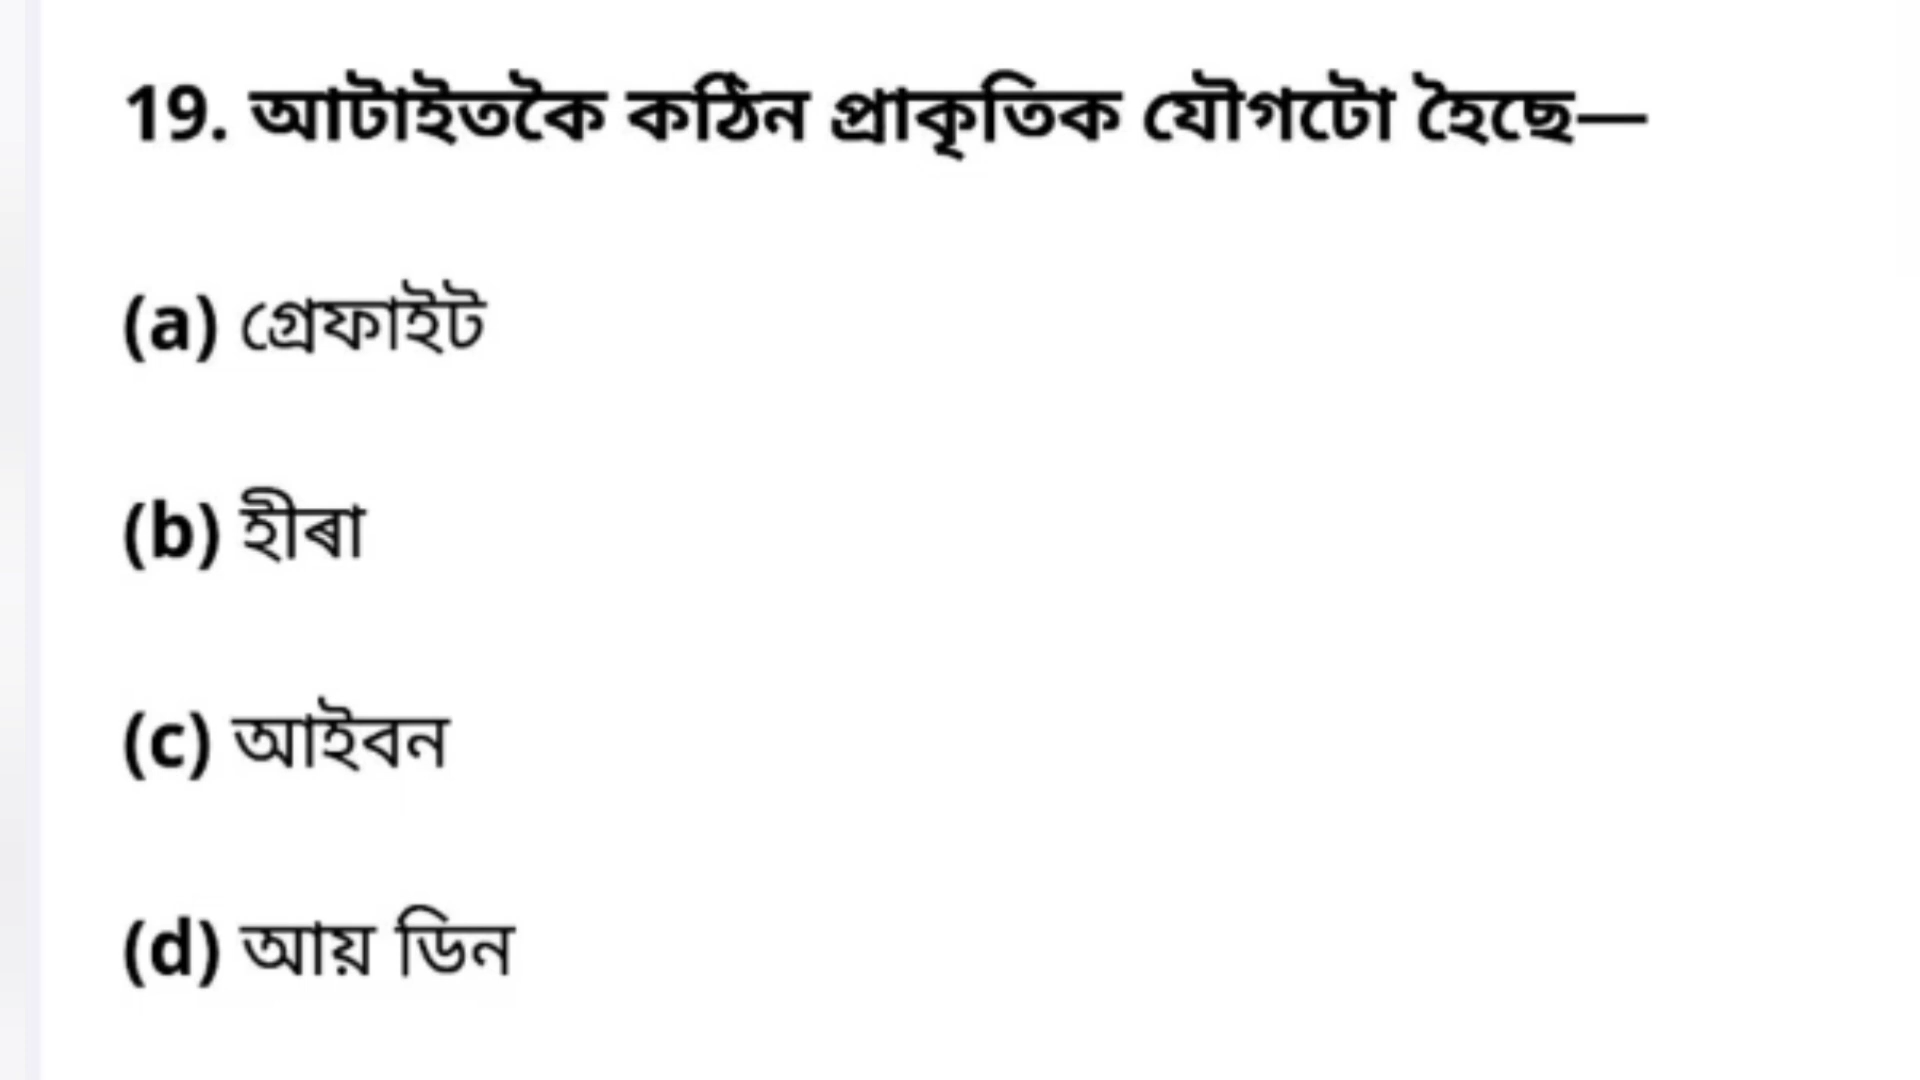 19. আটাইতকৈ কঠিন প্ৰাকৃতিক যৌগটো হৈছে—
(a) গ্ৰেফাইট
(b) হীৰা
(c) আইবন
(d) আয় ডিন